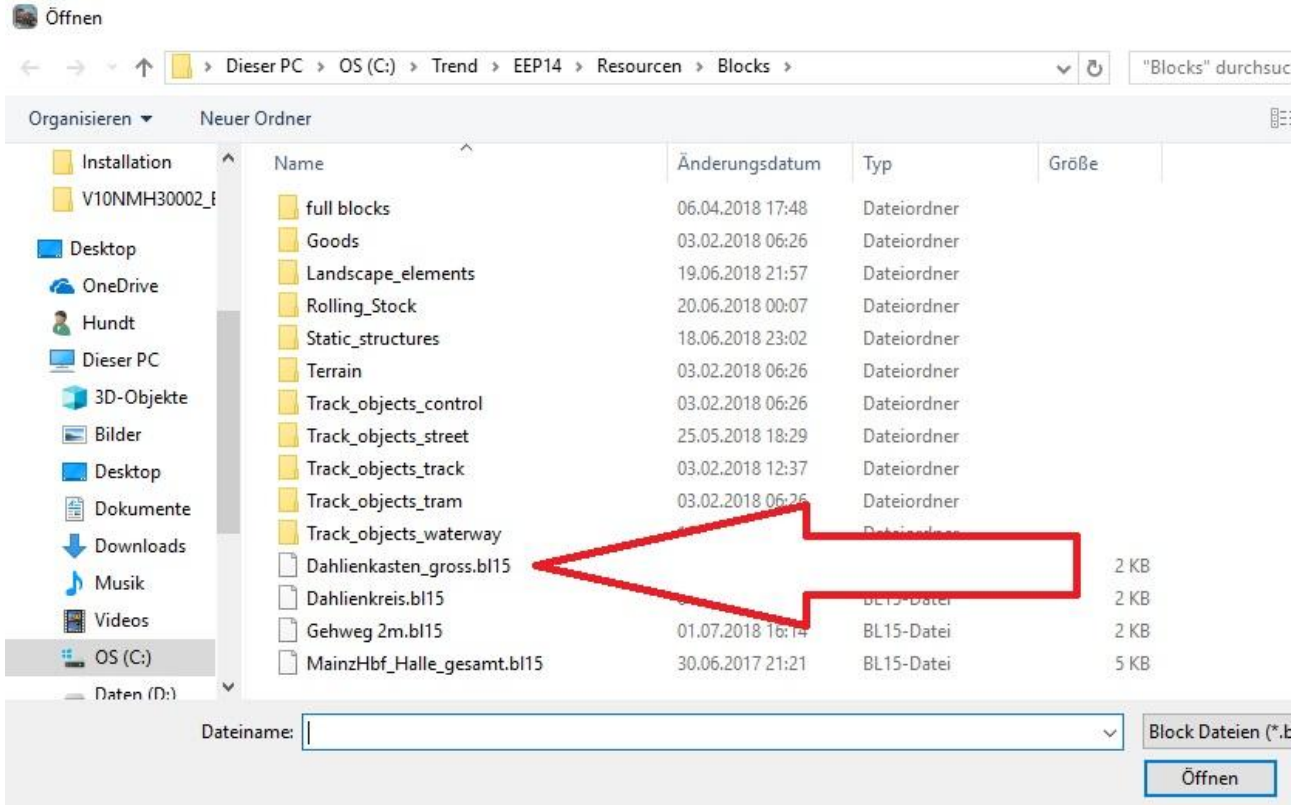 Öffnen
Dieser PC > OS (C:) > Trend > EEP14 > Resourcen > Blocks >
"Blocks" durchsuc
Organisieren Neuer Ordner
Installation
V10NMH30002_E
Desktop
OneDrive
Hundt
Dieser PC
3D-Objekte
Bilder
Desktop
Dokumente
Downloads
Musik
Videos
OS (C:)
Daten (D:)
Name Änderungsdatum Typ Größe
full blocks 06.04.2018 17:48 Dateiordner
Goods 03.02.2018 06:26 Dateiordner
Landscape_elements 19.06.2018 21:57 Dateiordner
Rolling_Stock 20.06.2018 00:07 Dateiordner
Static_structures 18.06.2018 23:02 Dateiordner
Terrain 03.02.2018 06:26 Dateiordner
Track_objects_control 03.02.2018 06:26 Dateiordner
Track_objects_street 25.05.2018 18:29 Dateiordner
Track_objects_track 03.02.2018 12:37 Dateiordner
Track_objects_tram 03.02.2018 06:26 Dateiordner
Track_objects_waterway Dateiordner
Dahlienkasten_gross.bl15 2 KB
Dahlienkreis.bl15 BL15-Datei 2 KB
Gehweg 2m.bl15 01.07.2018 16:14 BL15-Datei 2 KB
MainzHbf_Halle_gesamt.bl15 30.06.2017 21:21 BL15-Datei 5 KB
Dateiname:
Block Dateien (*.b
Öffnen